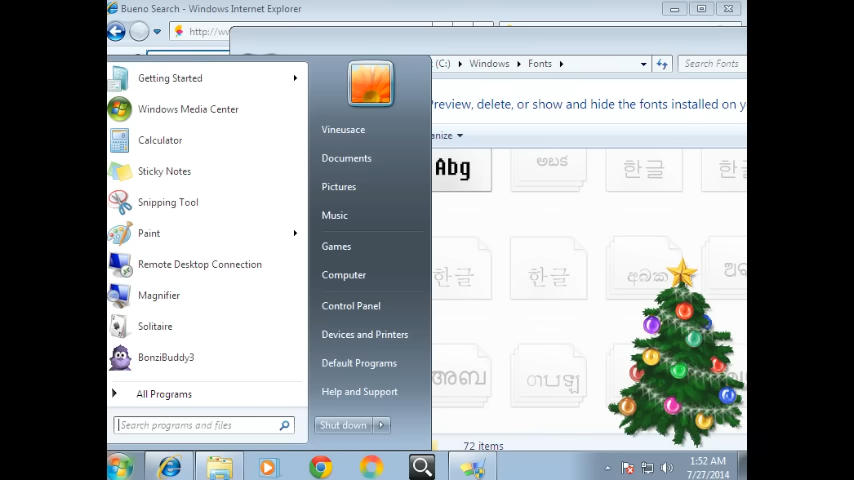 Bueno Search - Windows Internet Explorer
http://w
(C:) Windows Fonts
Search Fonts
Preview, delete, or show and hide the fonts installed on y
anize
Getting Started
Windows Media Center
Calculator
Sticky Notes
Snipping Tool
Paint
Remote Desktop Connection
Magnifier
Solitaire
BonziBuddy3
All Programs
Search programs and files
Vineusace
Documents
Pictures
Music
Games
Computer
Control Panel
Devices and Printers
Default Programs
Help and Support
Shut down
Abg
한글
한
한글
72 items
1:52 AM
7/27/2014